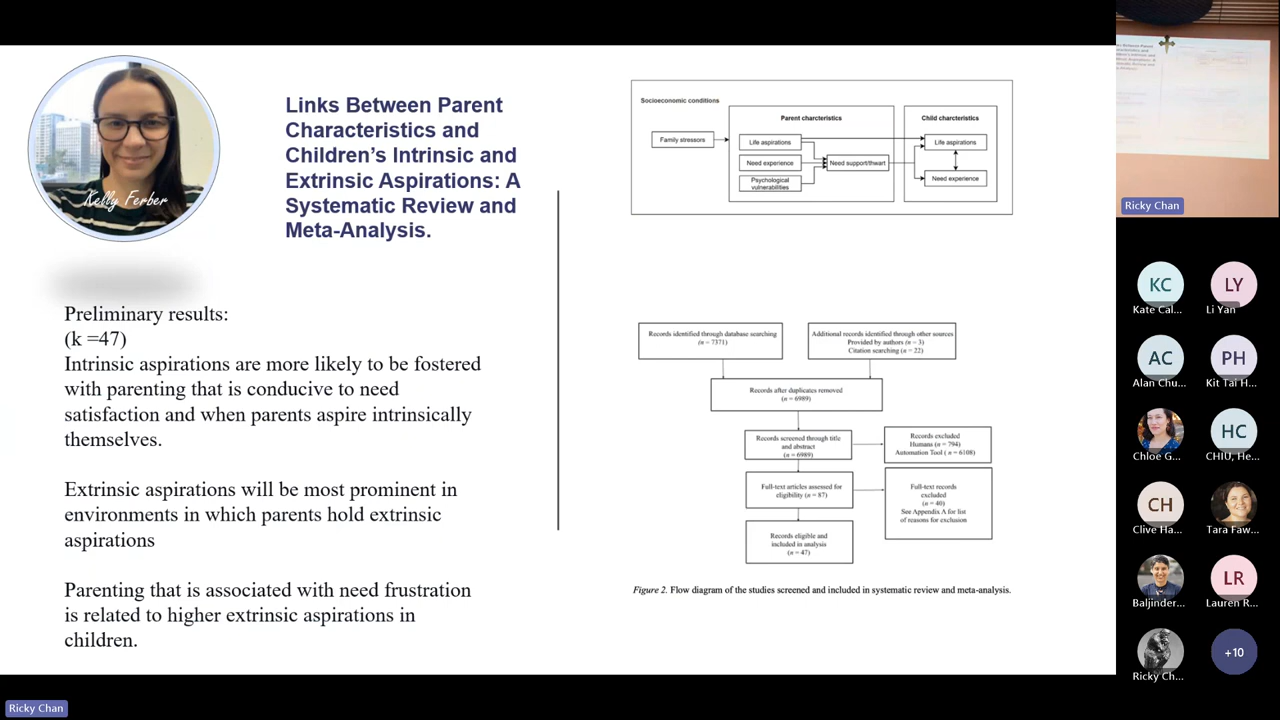 Kelly Ferber
Links Between Parent
Characteristics and
Children's Intrinsic and
Extrinsic Aspirations: A
Systematic Review and
Meta-Analysis.
Preliminary results:
(k =47)
Intrinsic aspirations are more likely to be fostered
with parenting that is conducive to need
satisfaction and when parents aspire intrinsically
themselves.
Extrinsic aspirations will be most prominent in
environments in which parents hold extrinsic
aspirations
Parenting that is associated with need frustration
is related to higher extrinsic aspirations in
children.
Socioeconomic conditions
Parent charcteristics
Child charcteristics
Family stressors
Life aspirations
Need experience
Psychological
vulnerabilities
Need support/thwart
Life aspirations
Need experience
Records identified through database searching
(n = 7371)
Additional records identified through other sources
Provided by authors (n = 3)
Citation searching (n = 22)
Records after duplicates removed
(n = 6989)
Records screened through title
and abstract
(n = 6989)
Records excluded
Humans (n = 794)
Automation Tool ( n = 6108)
Full-text articles assessed for
eligibility (n = 87)
Full-text records
excluded
(n = 40)
See Appendix A for list
of reasons for exclusion
Records eligible and
included in analysis
(n = 47)
Figure 2. Flow diagram of the studies screened and included in systematic review and meta-analysis.
Ricky Chan
KC
Kate Cal...
LY
Li Yan
AC
Alan Chu...
PH
Kit Tai H...
Chloe G...
HC
CHIU, He...
CH
Clive Ha...
Tara Faw...
Baljinder...
LR
Lauren R...
Ricky Ch...
+10
Ricky Chan